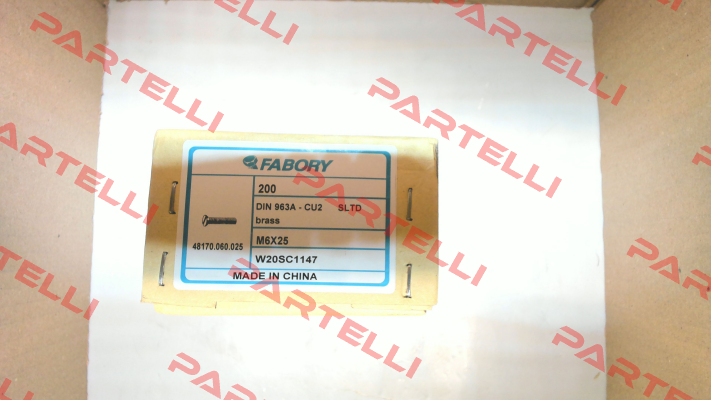 FABORY
200
DIN 963A - CU2 SLTD
brass
48170.060.025
M6X25
W20SC1147
MADE IN CHINA
PARTELLI
PARTELLI
PARTELLI
PARTELLI
PARTELLI
PARTELLI
PARTELLI
PARTELLI
PARTELLI